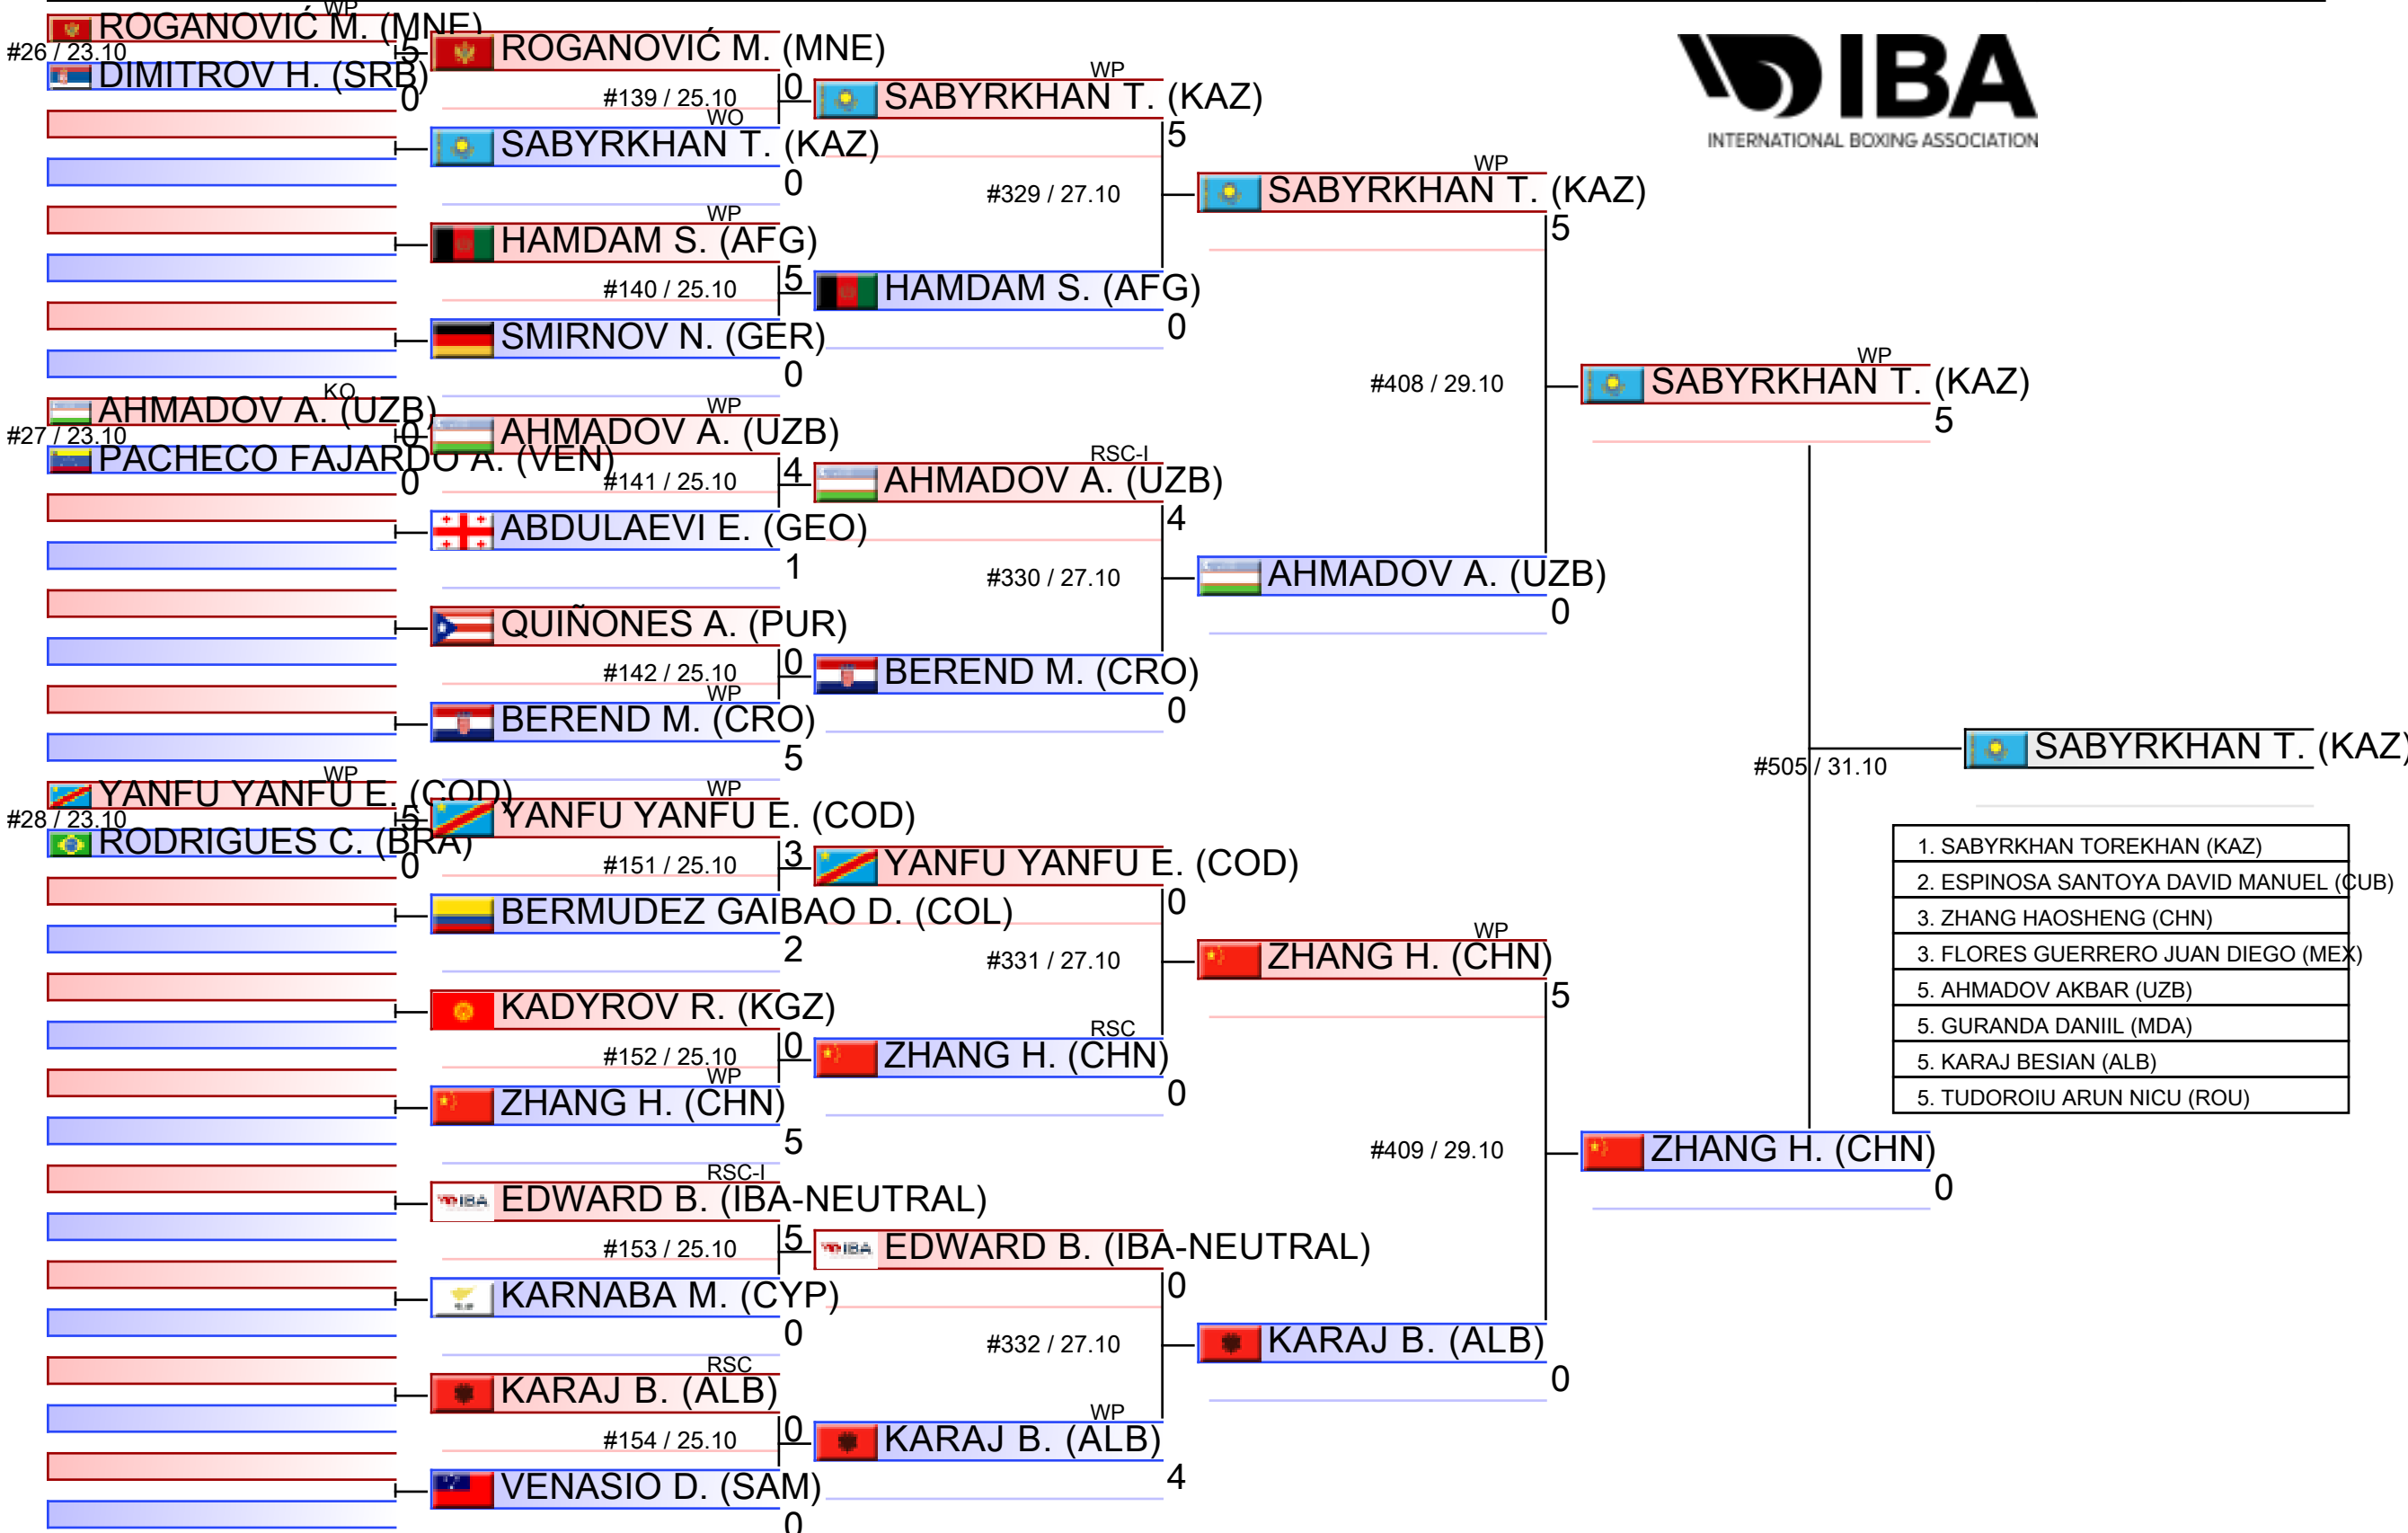 WP
ROGANOVIĆ M. (MNE)
5
#26 / 23.10
DIMITROV H. (SRB)
0
KO
AHMADOV A. (UZB)
0
#27 / 23.10
PACHECO FAJARDO A. (VEN)
0
WP
YANFU YANFU E. (COD)
5
#28 / 23.10
RODRIGUES C. (BRA)
0
ROGANOVIĆ M. (MNE)
0
#139 / 25.10
WO
SABYRKHAN T. (KAZ)
0
WP
HAMDAM S. (AFG)
5
#140 / 25.10
SMIRNOV N. (GER)
0
WP
AHMADOV A. (UZB)
4
#141 / 25.10
ABDULAEVI E. (GEO)
1
QUIÑONES A. (PUR)
0
#142 / 25.10
WP
BEREND M. (CRO)
5
WP
YANFU YANFU E. (COD)
3
#151 / 25.10
BERMUDEZ GAIBAO D. (COL)
2
KADYROV R. (KGZ)
0
#152 / 25.10
WP
ZHANG H. (CHN)
5
RSC-I
IBA
EDWARD B. (IBA-NEUTRAL)
5
#153 / 25.10
KARNABA M. (CYP)
0
RSC
KARAJ B. (ALB)
0
#154 / 25.10
VENASIO D. (SAM)
0
WP
SABYRKHAN T. (KAZ)
5
#329 / 27.10
HAMDAM S. (AFG)
0
RSC-I
AHMADOV A. (UZB)
4
#330 / 27.10
BEREND M. (CRO)
0
YANFU YANFU E. (COD)
0
#331 / 27.10
RSC
ZHANG H. (CHN)
0
IBA
EDWARD B. (IBA-NEUTRAL)
0
#332 / 27.10
WP
KARAJ B. (ALB)
4
WP
SABYRKHAN T. (KAZ)
5
#408 / 29.10
AHMADOV A. (UZB)
0
WP
ZHANG H. (CHN)
5
#409 / 29.10
KARAJ B. (ALB)
0
IBA
INTERNATIONAL BOXING ASSOCIATION
WP
SABYRKHAN T. (KAZ)
5
#505 / 31.10
ZHANG H. (CHN)
0
SABYRKHAN T. (KAZ)
1. SABYRKHAN TOREKHAN (KAZ)
2. ESPINOSA SANTOYA DAVID MANUEL (CUB)
3. ZHANG HAOSHENG (CHN)
3. FLORES GUERRERO JUAN DIEGO (MEX)
5. AHMADOV AKBAR (UZB)
5. GURANDA DANIIL (MDA)
5. KARAJ BESIAN (ALB)
5. TUDOROIU ARUN NICU (ROU)